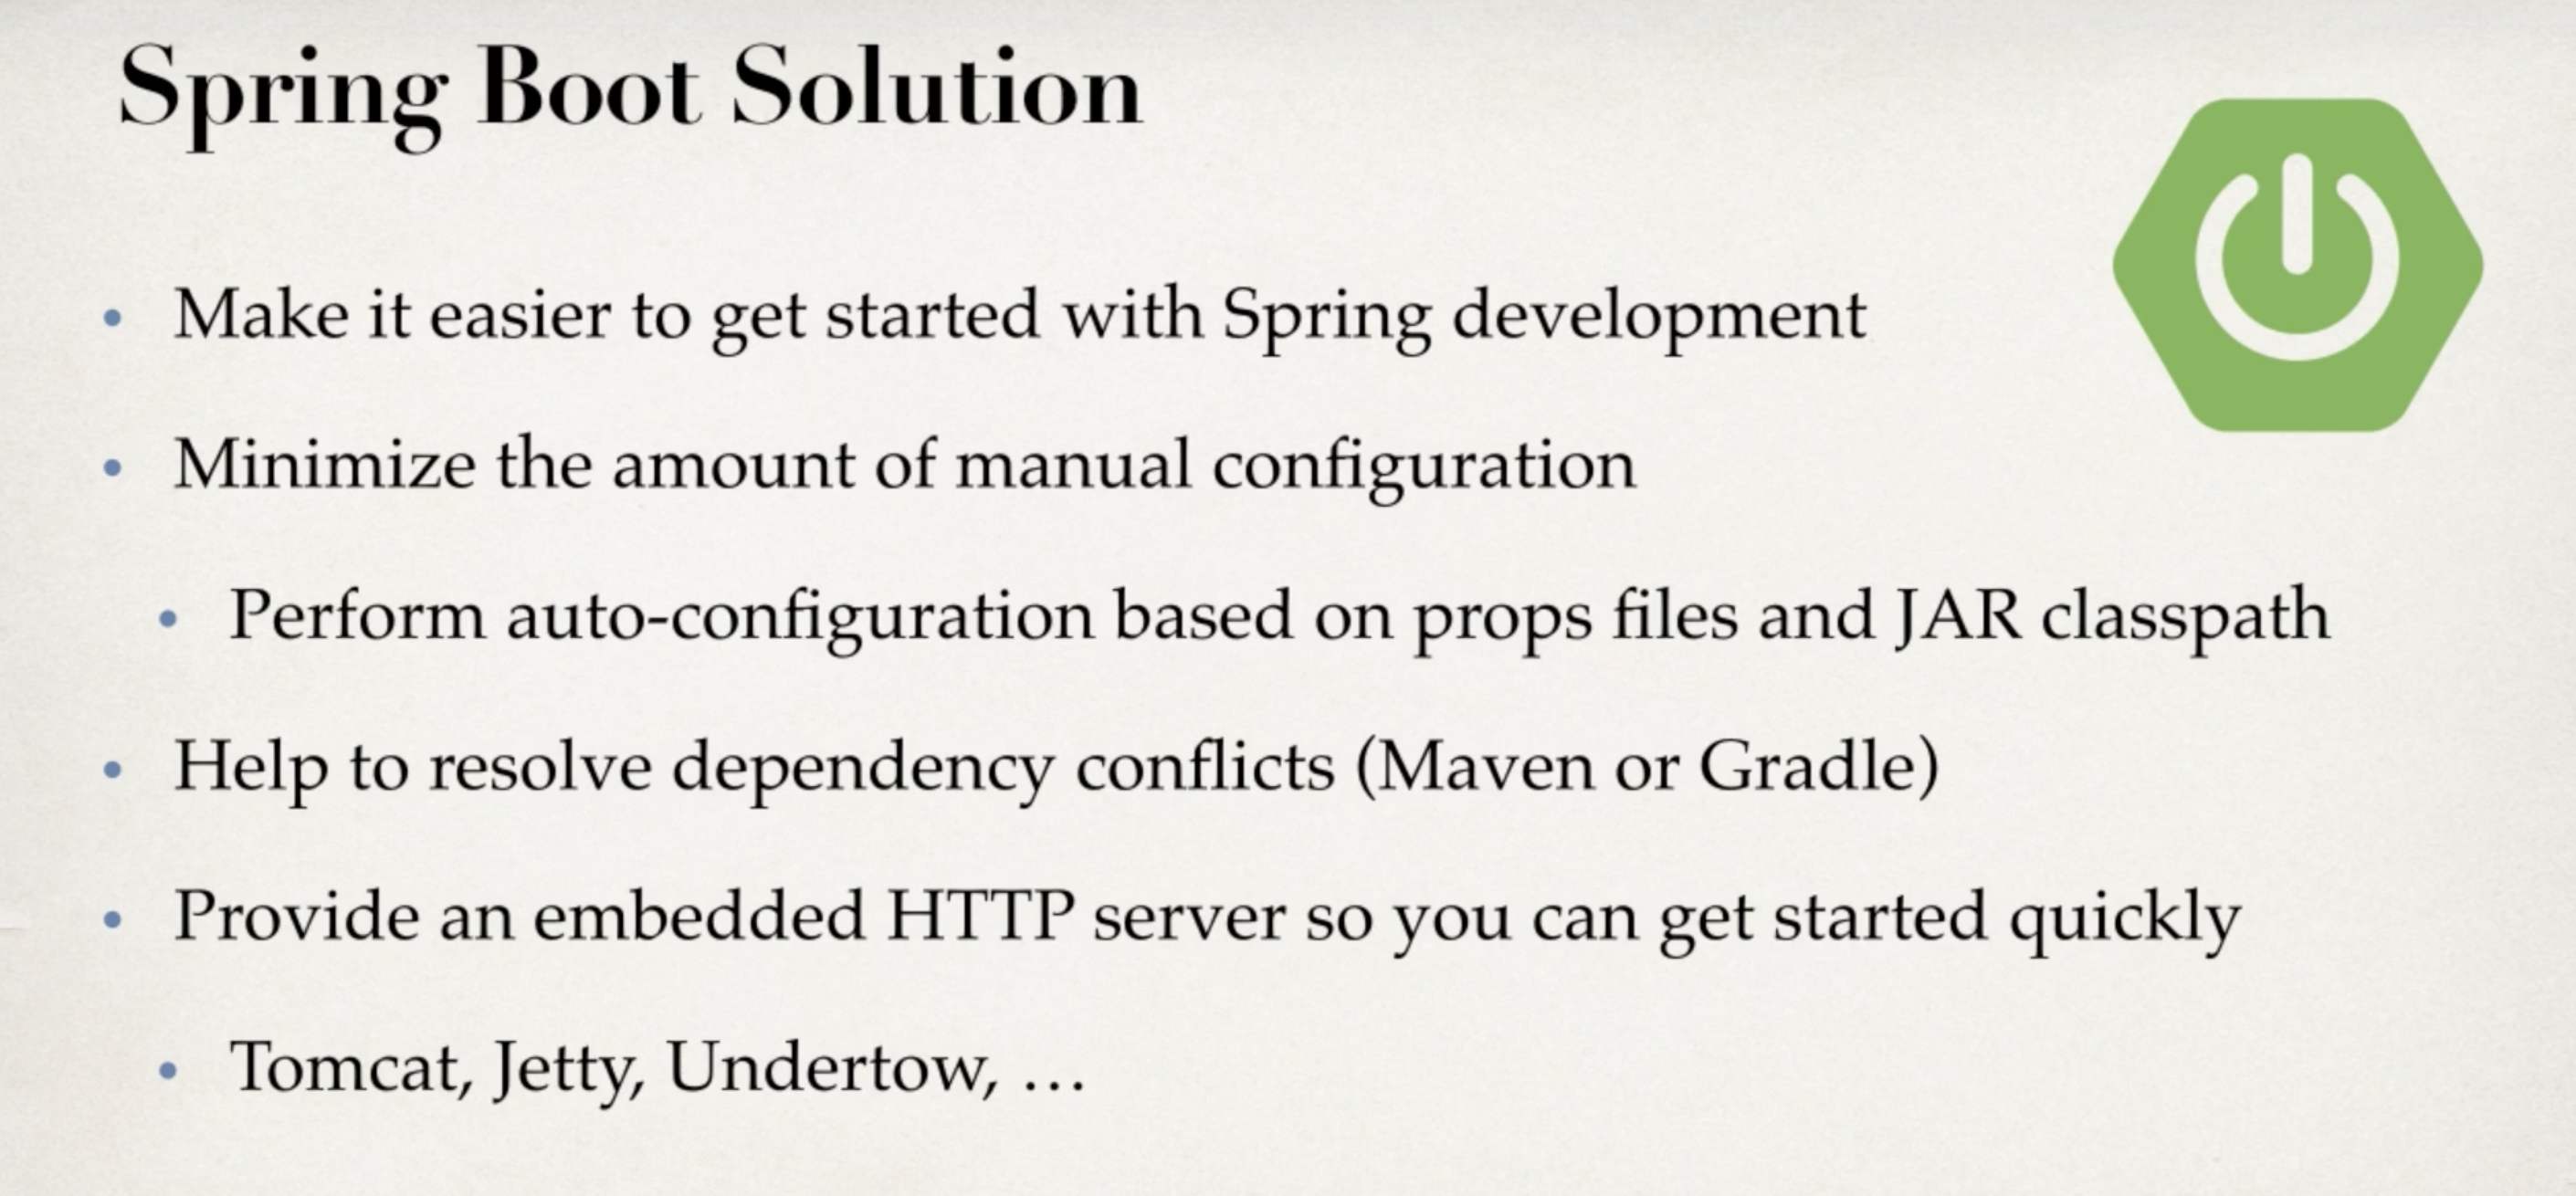 Spring Boot Solution
• Make it easier to get started with Spring development
• Minimize the amount of manual configuration
• Perform auto-configuration based on props files and JAR classpath
• Help to resolve dependency conflicts (Maven or Gradle)
• Provide an embedded HTTP server so you can get started quickly
• Tomcat, Jetty, Undertow, …